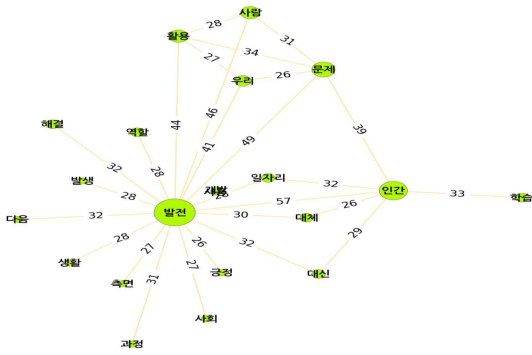 사람
28
활용
31
34
27
문제
우리
26
46
44
41
49
39
해결
역할
32
28
일자리
발생
28
32
인간
33
학습
57
발전
30
26
대체
다음
32
28
32
29
생활
27
26
긍정
대신
측면
31
27
사회
과정